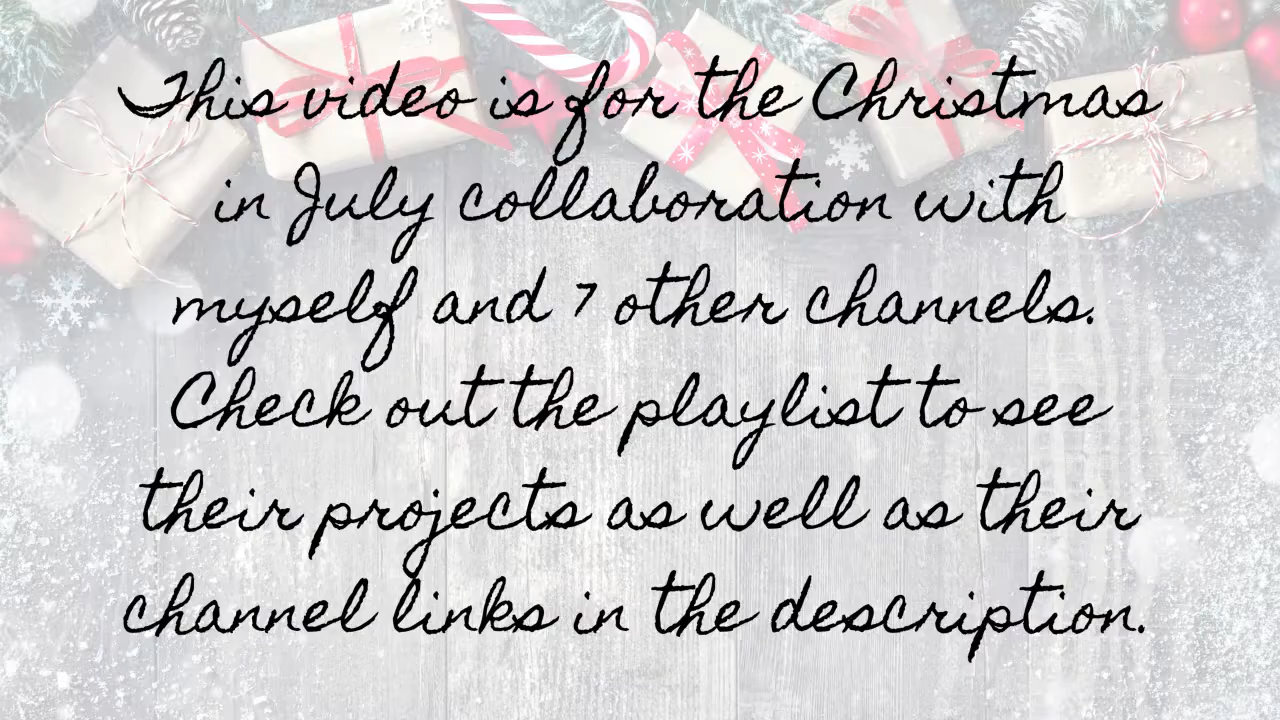 This video is for the Christmas
in July collaboration with
myself and 7 other channels.
Check out the playlist to see
their projects as well as their
channel links in the description.